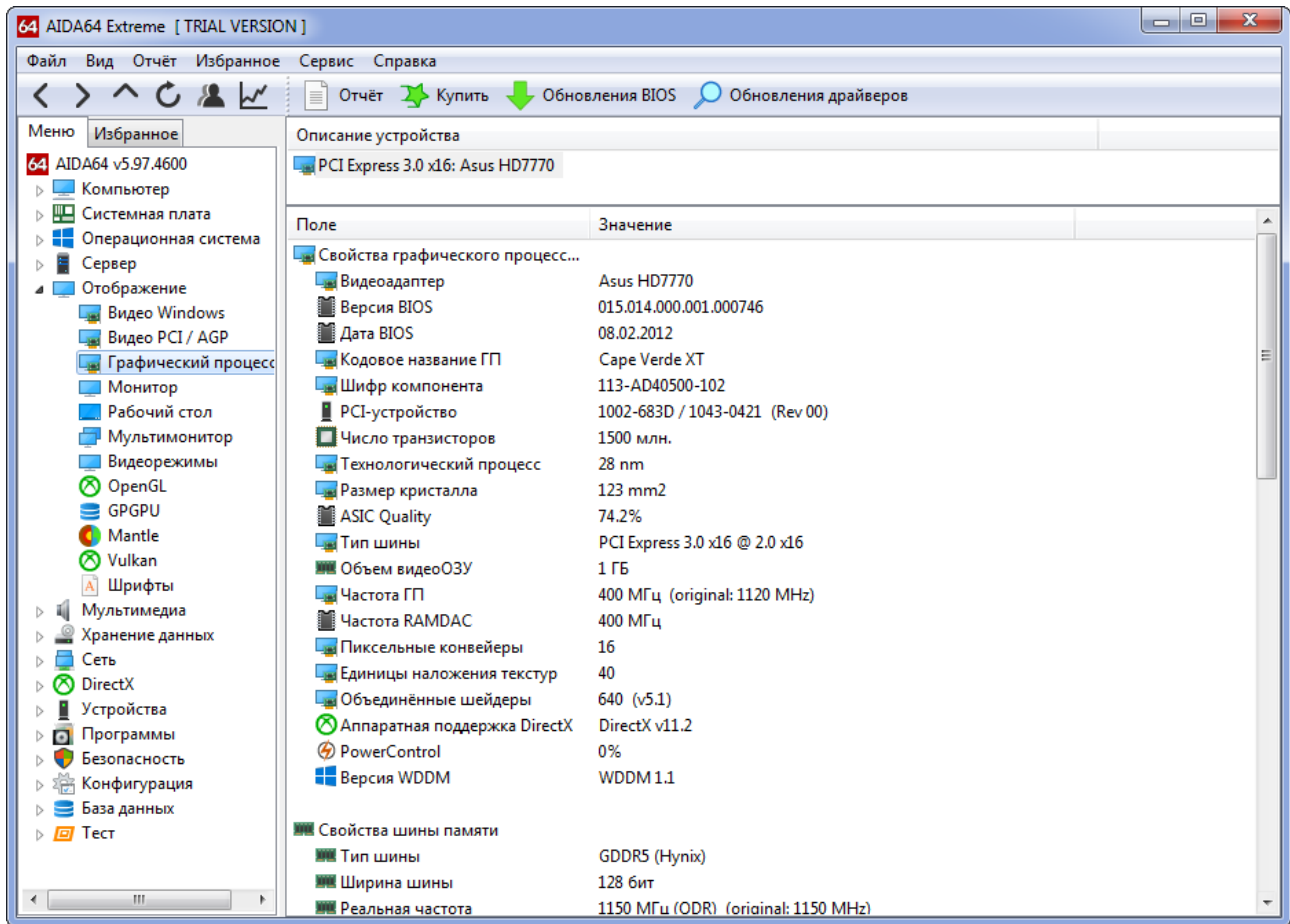 64 AIDA64 Extreme [ TRIAL VERSION ]
Файл Вид Отчёт Избранное Сервис Справка
Отчёт Купить Обновления BIOS Обновления драйверов
Меню Избранное
64 AIDA64 v5.97.4600
Компьютер
Системная плата
Операционная система
Сервер
Отображение
Видео Windows
Видео PCI / AGP
Графический процесс
Монитор
Рабочий стол
Мультимонитор
Видеорежимы
OpenGL
GPGPU
Mantle
Vulkan
Шрифты
Мультимедиа
Хранение данных
Сеть
DirectX
Устройства
Программы
Безопасность
Конфигурация
База данных
Тест
Описание устройства
PCI Express 3.0 x16: Asus HD7770
Поле Значение
Свойства графического процесс...
Видеоадаптер Asus HD7770
Версия BIOS 015.014.000.001.000746
Дата BIOS 08.02.2012
Кодовое название ГП Cape Verde XT
Шифр компонента 113-AD40500-102
PCI-устройство 1002-683D / 1043-0421 (Rev 00)
Число транзисторов 1500 млн.
Технологический процесс 28 nm
Размер кристалла 123 mm2
ASIC Quality 74.2%
Тип шины PCI Express 3.0 x16 @ 2.0 x16
Объем видеоОЗУ 1 ГБ
Частота ГП 400 МГц (original: 1120 MHz)
Частота RAMDAC 400 МГц
Пиксельные конвейеры 16
Единицы наложения текстур 40
Объединённые шейдеры 640 (v5.1)
Аппаратная поддержка DirectX DirectX v11.2
PowerControl 0%
Версия WDDM WDDM 1.1
Свойства шины памяти
Тип шины GDDR5 (Hynix)
Ширина шины 128 бит
Реальная частота 1150 МГц (QDR) (original: 1150 MHz)